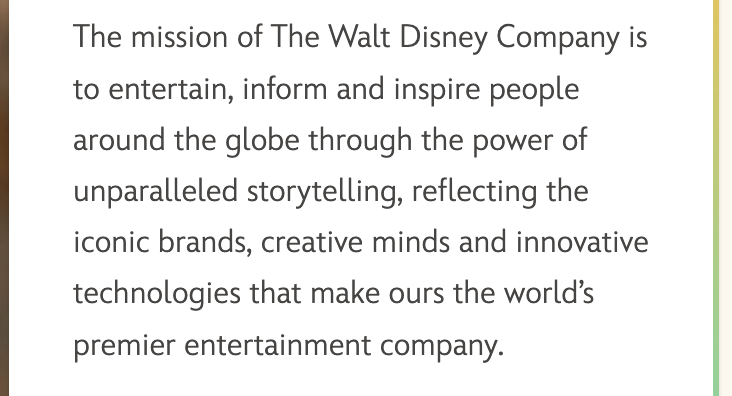 The mission of The Walt Disney Company is
to entertain, inform and inspire people
around the globe through the power of
unparalleled storytelling, reflecting the
iconic brands, creative minds and innovative
technologies that make ours the world’s
premier entertainment company.